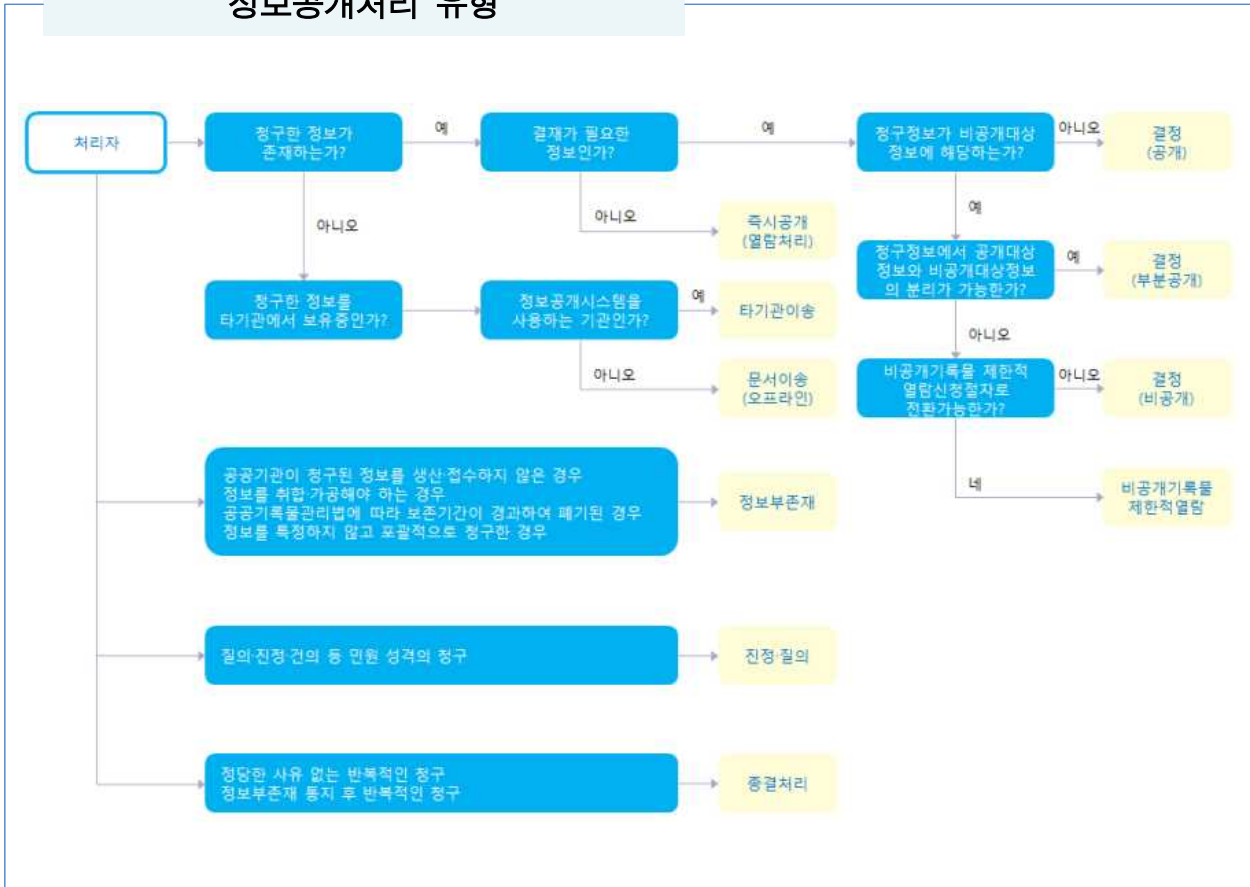 정보공개처리 유형
처리자
청구한 정보가
존재하는가?
예
결재가 필요한
정보인가?
예
청구정보가 비공개대상
정보에 해당하는가?
아니오
결정
(공개)
아니오
아니오
즉시공개
(열람처리)
예
청구한 정보를
타기관에서 보유중인가?
정보공개시스템을
사용하는 기관인가?
예
타기관이송
청구정보에서 공개대상
정보와 비공개대상정보
의 분리가 가능한가?
예
결정
(부분공개)
아니오
아니오
문서이송
(오프라인)
비공개기록물 제한적
열람신청절차로
전환가능한가?
아니오
결정
(비공개)
네
비공개기록물
제한적열람
공공기관이 청구된 정보를 생산·접수하지 않은 경우
정보를 취합·가공해야 하는 경우
공공기록물관리법에 따라 보존기간이 경과하여 폐기된 경우
정보를 특정하지 않고 포괄적으로 청구한 경우
정보부존재
질의·진정·건의 등 민원 성격의 청구
진정·질의
정당한 사유 없는 반복적인 청구
정보부존재 통지 후 반복적인 청구
종결처리